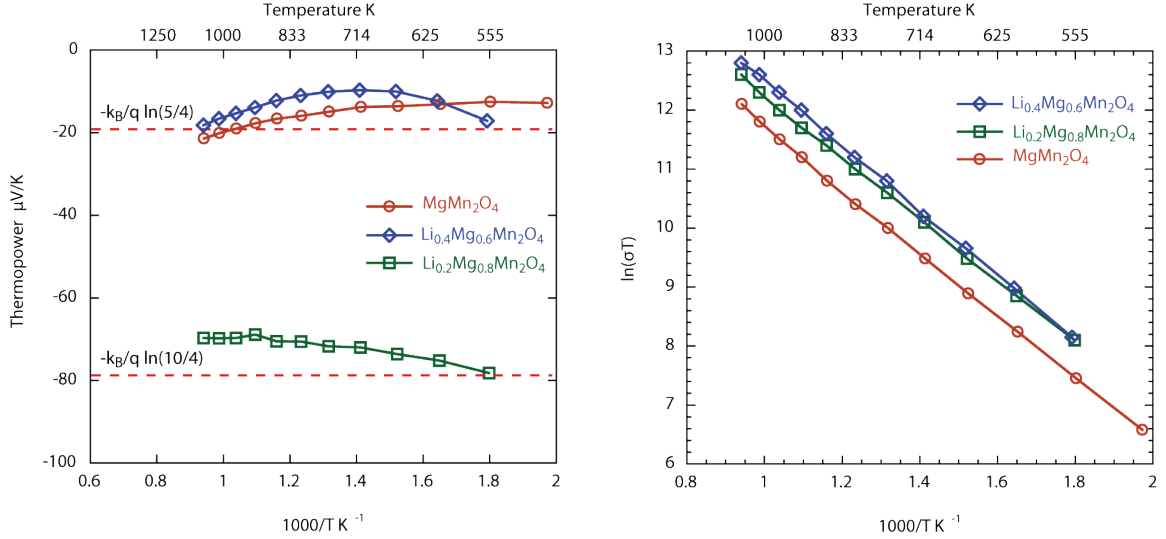 Temperature K
1250 1000 833 714 625 555
0
-20
-40
-60
-80
-100
Thermopower µV/K
-k_B/q ln(5/4)
MgMn₂O₄
Li₀.₄Mg₀.₆Mn₂O₄
Li₀.₂Mg₀.₈Mn₂O₄
-k_B/q ln(10/4)
0.6 0.8 1 1.2 1.4 1.6 1.8 2
1000/T K⁻¹
Temperature K
1000 833 714 625 555
13
12
11
10
9
8
7
6
ln(σT)
Li₀.₄Mg₀.₆Mn₂O₄
Li₀.₂Mg₀.₈Mn₂O₄
MgMn₂O₄
0.8 1 1.2 1.4 1.6 1.8 2
1000/T K⁻¹